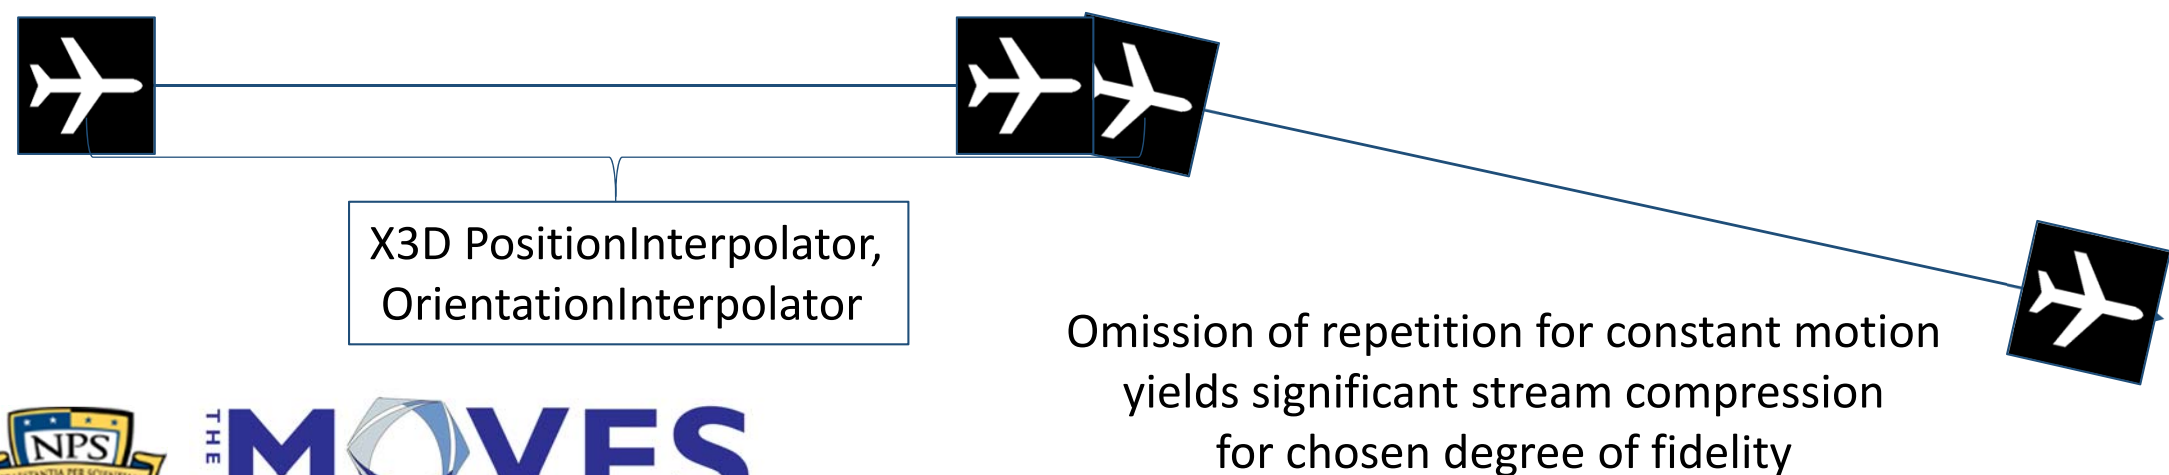 X3D PositionInterpolator,
OrientationInterpolator
Omission of repetition for constant motion
yields significant stream compression
for chosen degree of fidelity
NPS
THE MOVES